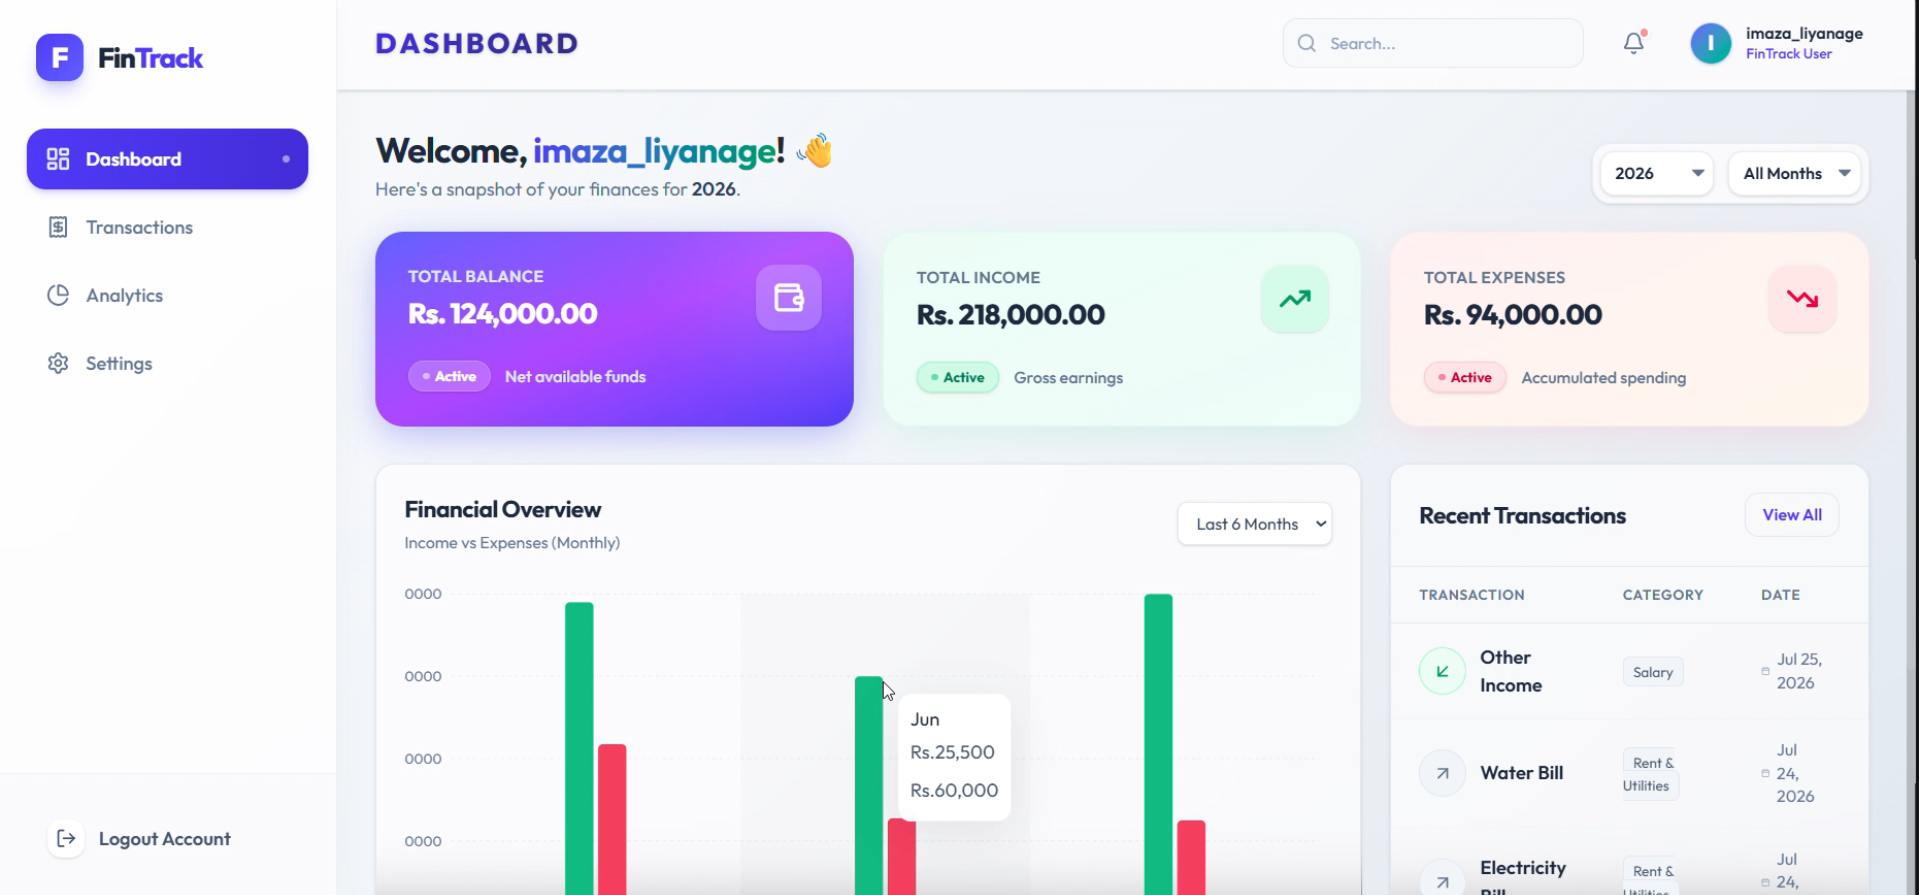 F FinTrack
DASHBOARD
Search...
I
imaza_liyanage
FinTrack User
Dashboard
Transactions
Analytics
Settings
Logout Account
Welcome, imaza_liyanage! 👋
Here's a snapshot of your finances for 2026.
2026
All Months
TOTAL BALANCE
Rs. 124,000.00
Active
Net available funds
TOTAL INCOME
Rs. 218,000.00
Active
Gross earnings
TOTAL EXPENSES
Rs. 94,000.00
Active
Accumulated spending
Financial Overview
Income vs Expenses (Monthly)
Last 6 Months
0000
0000
0000
0000
Jun
Rs.25,500
Rs.60,000
Recent Transactions
View All
TRANSACTION
CATEGORY
DATE
Other
Income
Salary
Jul 25,
2026
Water Bill
Rent &
Utilities
Jul
24,
2026
Electricity
Bill
Rent &
Utilities
Jul
24,